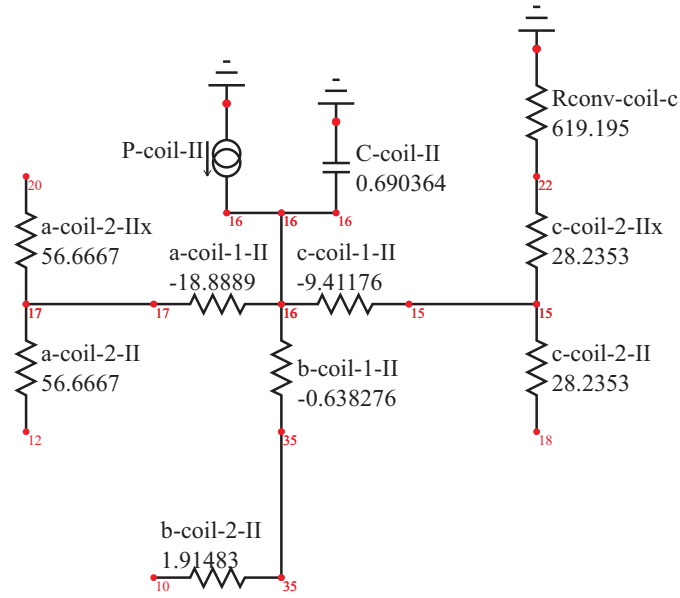 Rconv-coil-c
619.195
P-coil-II
C-coil-II
0.690364
20
22
16
16
16
a-coil-2-IIx
56.6667
a-coil-1-II
-18.8889
c-coil-1-II
-9.41176
c-coil-2-IIx
28.2353
17
17
16
15
15
a-coil-2-II
56.6667
b-coil-1-II
-0.638276
c-coil-2-II
28.2353
12
35
18
b-coil-2-II
1.91483
10
35